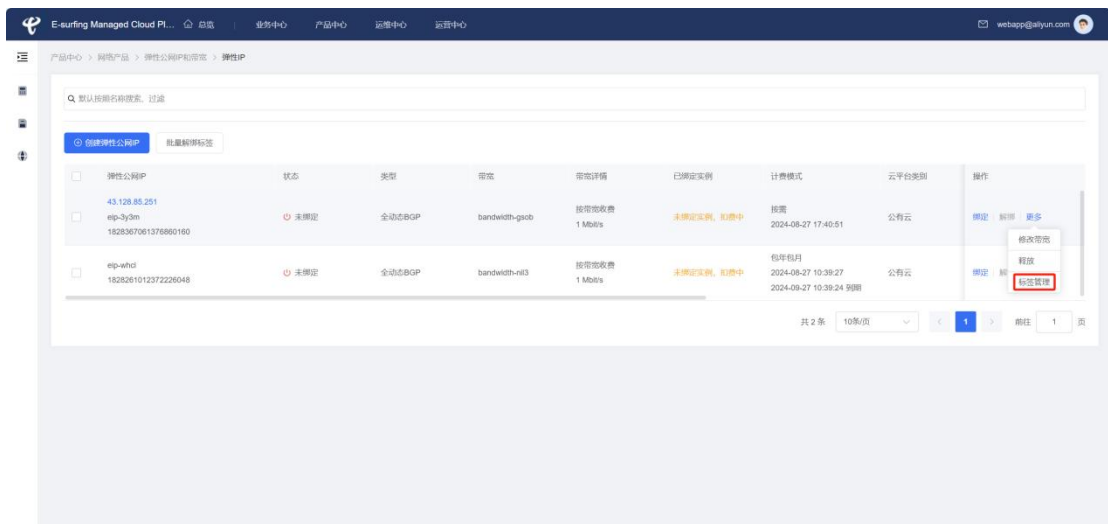 E-surfing Managed Cloud Pl... 总览 业务中心 产品中心 运维中心 运营中心 webapp@aliyun.com
产品中心 > 网络产品 > 弹性公网IP和带宽 > 弹性IP
默认按照名称搜索、过滤
创建弹性公网IP 批量解绑标签
弹性公网IP 状态 类型 带宽 带宽详情 已绑定实例 计费模式 云平台类别 操作
43.128.85.251
eip-3y3m
1828367061376860160
未绑定 全动态BGP bandwidth-gsob
按带宽收费
1 Mbit/s
未绑定实例，扣费中
按需
2024-08-27 17:40:51
公有云 绑定 解绑 更多
修改带宽
释放
标签管理
eip-whcl
1828261012372226048
未绑定 全动态BGP bandwidth-nil3
按带宽收费
1 Mbit/s
未绑定实例，扣费中
包年包月
2024-08-27 10:39:27
2024-09-27 10:39:24 到期
公有云 绑定
共 2 条 10条/页 < 1 > 前往 1 页